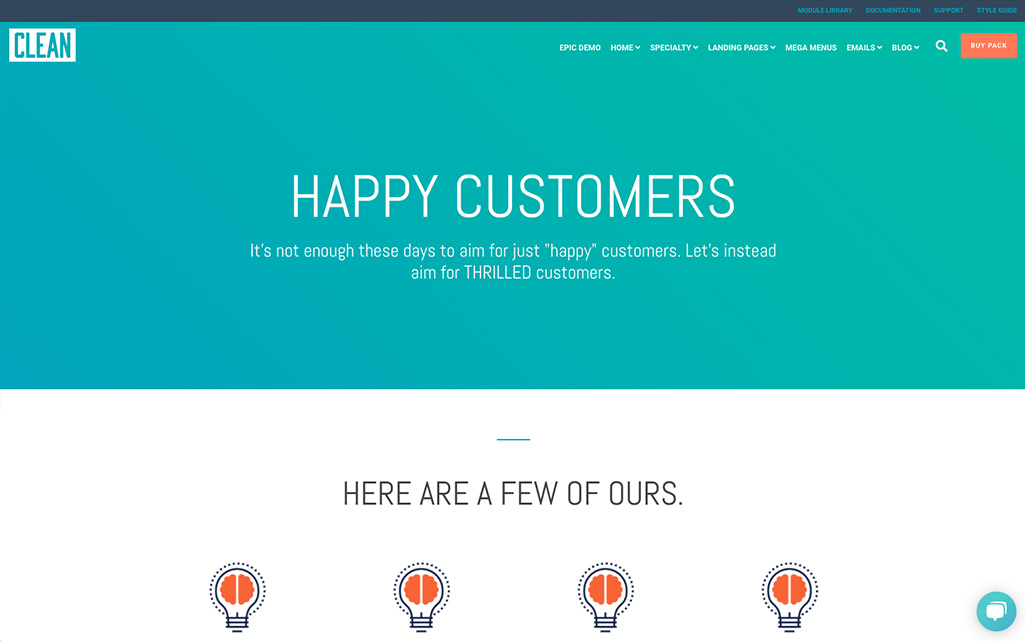 MODULE LIBRARY DOCUMENTATION SUPPORT STYLE GUIDE
CLEAN
EPIC DEMO HOME SPECIALTY LANDING PAGES MEGA MENUS EMAILS BLOG BUY PACK
HAPPY CUSTOMERS
It's not enough these days to aim for just "happy" customers. Let's instead
aim for THRILLED customers.
HERE ARE A FEW OF OURS.